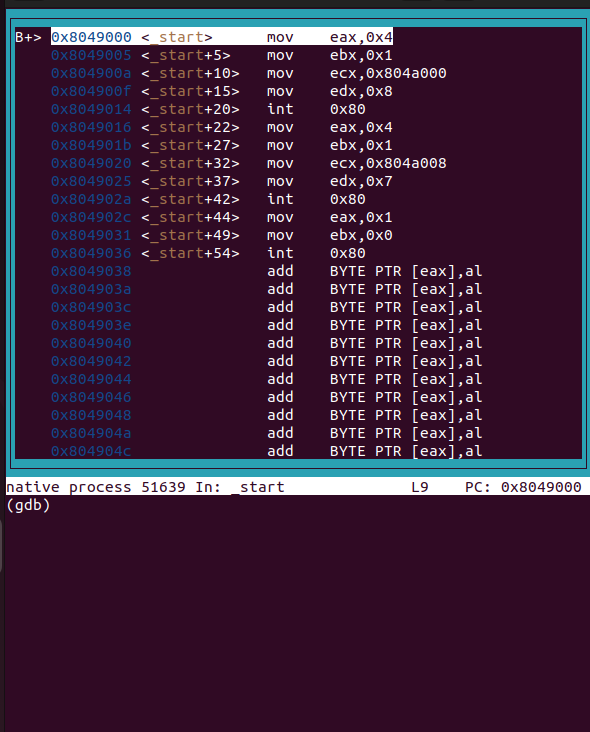 B+> 0x8049000 <_start> mov eax,0x4
0x8049005 <_start+5> mov ebx,0x1
0x804900a <_start+10> mov ecx,0x804a000
0x804900f <_start+15> mov edx,0x8
0x8049014 <_start+20> int 0x80
0x8049016 <_start+22> mov eax,0x4
0x804901b <_start+27> mov ebx,0x1
0x8049020 <_start+32> mov ecx,0x804a008
0x8049025 <_start+37> mov edx,0x7
0x804902a <_start+42> int 0x80
0x804902c <_start+44> mov eax,0x1
0x8049031 <_start+49> mov ebx,0x0
0x8049036 <_start+54> int 0x80
0x8049038 add BYTE PTR [eax],al
0x804903a add BYTE PTR [eax],al
0x804903c add BYTE PTR [eax],al
0x804903e add BYTE PTR [eax],al
0x8049040 add BYTE PTR [eax],al
0x8049042 add BYTE PTR [eax],al
0x8049044 add BYTE PTR [eax],al
0x8049046 add BYTE PTR [eax],al
0x8049048 add BYTE PTR [eax],al
0x804904a add BYTE PTR [eax],al
0x804904c add BYTE PTR [eax],al
native process 51639 In: _start L9 PC: 0x8049000
(gdb)